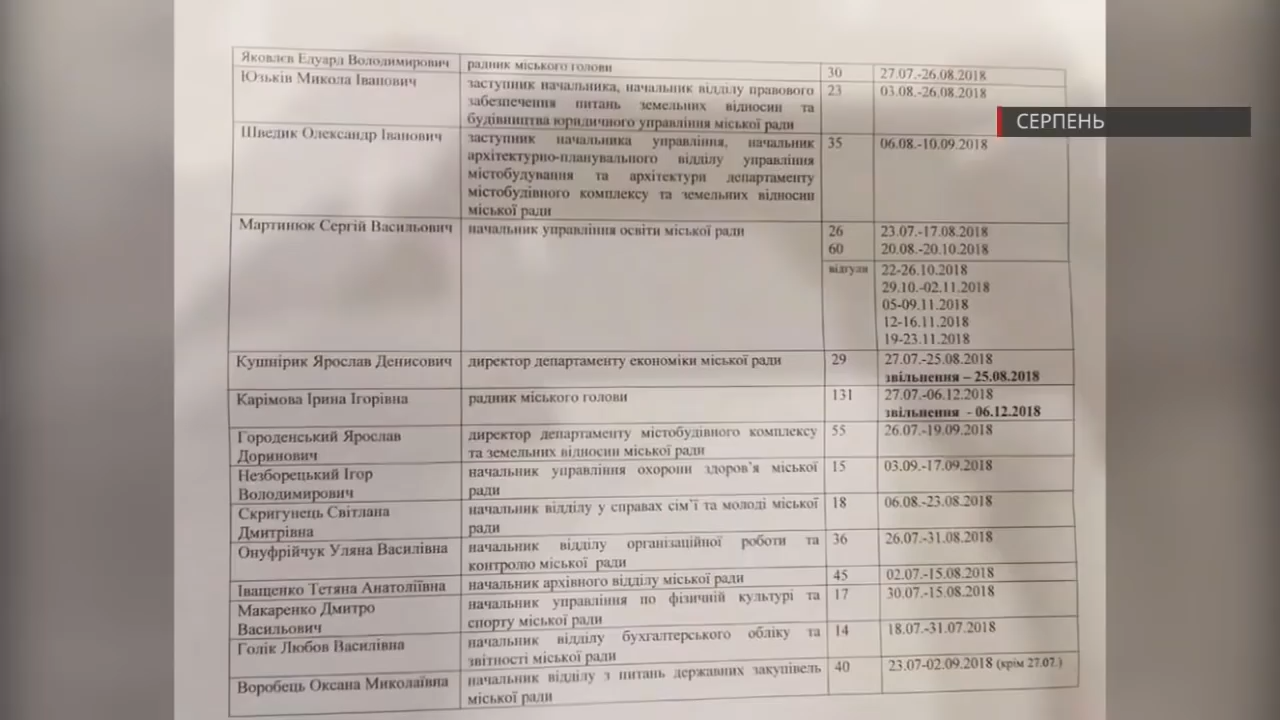 СЕРПЕНЬ
Яковлєв Едуард Володимирович радник міського голови 30 27.07.-26.08.2018
Юзьків Микола Іванович заступник начальника, начальник відділу правового 23 03.08.-26.08.2018
забезпечення питань земельних відносин та
будівництва юридичного управління міської ради
Шведик Олександр Іванович заступник начальника управління, начальник 35 06.08.-10.09.2018
архітектурно-планувального відділу управління
містобудування та архітектури департаменту
містобудівного комплексу та земельних відносин
міської ради
Мартинюк Сергій Васильович начальник управління освіти міської ради 26 23.07.-17.08.2018
60 20.08.-20.10.2018
відгули 22-26.10.2018
29.10.-02.11.2018
05-09.11.2018
12-16.11.2018
19-23.11.2018
Кушнірик Ярослав Денисович директор департаменту економіки міської ради 29 27.07.-25.08.2018
звільнення – 25.08.2018
Карімова Ірина Ігорівна радник міського голови 131 27.07.-06.12.2018
звільнення - 06.12.2018
Городенський Ярослав директор департаменту містобудівного комплексу 55 26.07.-19.09.2018
Доринович та земельних відносин міської ради
Незборецький Ігор начальник управління охорони здоров'я міської 15 03.09.-17.09.2018
Володимирович ради
Скригунець Світлана начальник відділу у справах сім'ї та молоді міської 18 06.08.-23.08.2018
Дмитрівна ради
Онуфрійчук Уляна Василівна начальник відділу організаційної роботи та 36 26.07.-31.08.2018
контролю міської ради
Іващенко Тетяна Анатоліївна начальник архівного відділу міської ради 45 02.07.-15.08.2018
Макаренко Дмитро начальник управління по фізичній культурі та 17 30.07.-15.08.2018
Васильович спорту міської ради
Голік Любов Василівна начальник відділу бухгалтерського обліку та 14 18.07.-31.07.2018
звітності міської ради
Воробець Оксана Миколаївна начальник відділу з питань державних закупівель 40 23.07-02.09.2018 (крім 27.07.)
міської ради